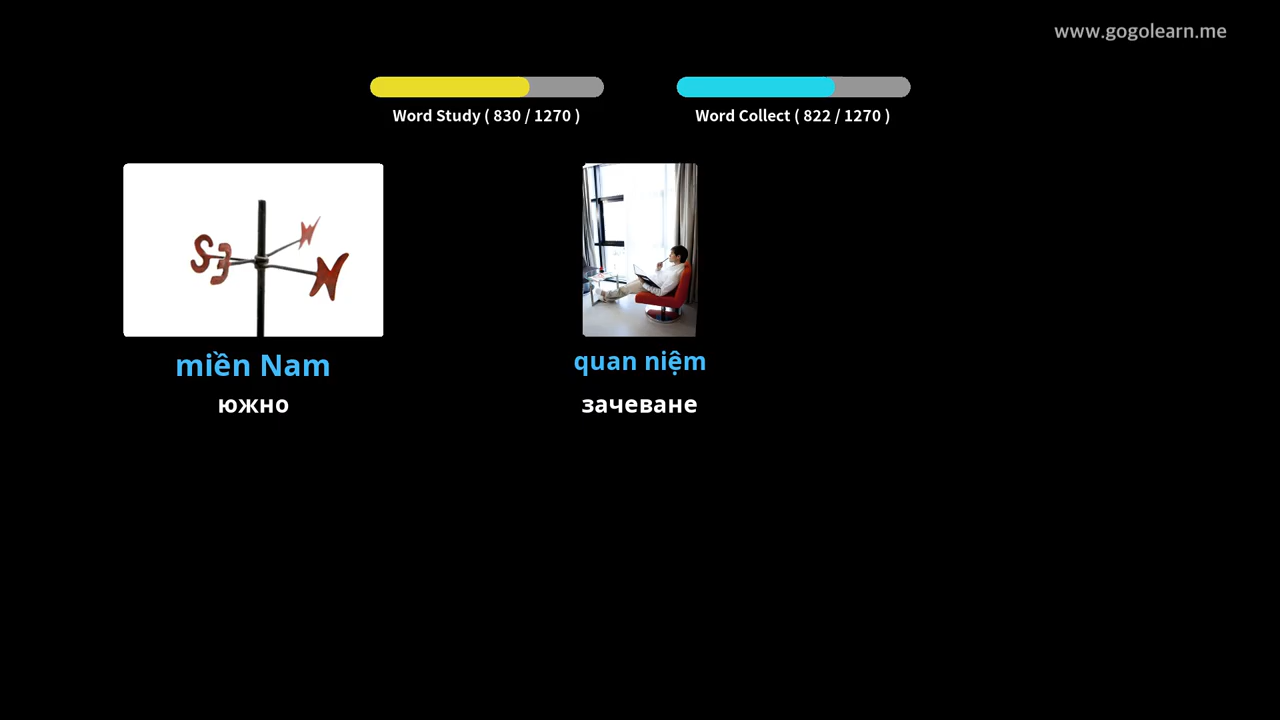 www.gogolearn.me
Word Study ( 830 / 1270 )
Word Collect ( 822 / 1270 )
S E N W
miền Nam
южно
quan niệm
зачеване